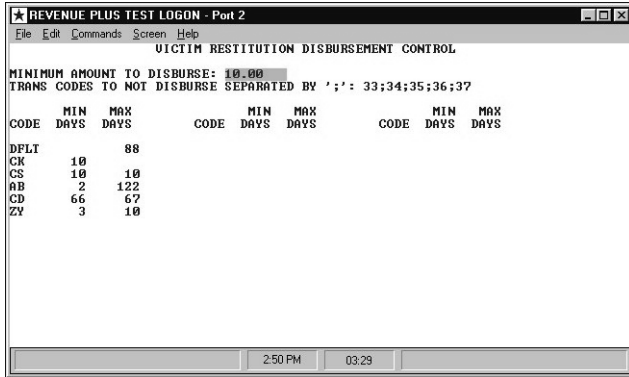 REVENUE PLUS TEST LOGON - Port 2
File Edit Commands Screen Help
VICTIM RESTITUTION DISBURSEMENT CONTROL
MINIMUM AMOUNT TO DISBURSE: 10.00
TRANS CODES TO NOT DISBURSE SEPARATED BY ';': 33;34;35;36;37
MIN MAX MIN MAX MIN MAX
CODE DAYS DAYS CODE DAYS DAYS CODE DAYS DAYS
DFLT 88
CK 10
CS 10 10
AB 2 122
CD 66 67
ZY 3 10
2:50 PM 03:29